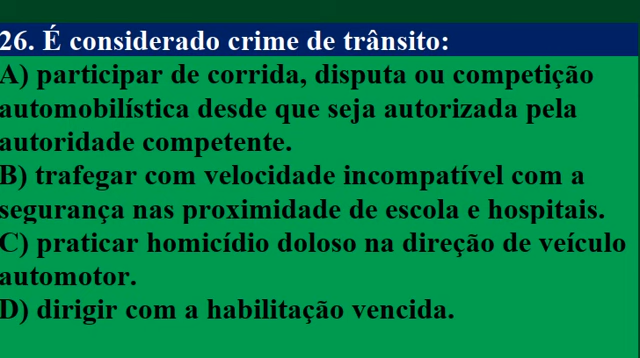 26. É considerado crime de trânsito:
A) participar de corrida, disputa ou competição
automobilística desde que seja autorizada pela
autoridade competente.
B) trafegar com velocidade incompatível com a
segurança nas proximidade de escola e hospitais.
C) praticar homicídio doloso na direção de veículo
automotor.
D) dirigir com a habilitação vencida.